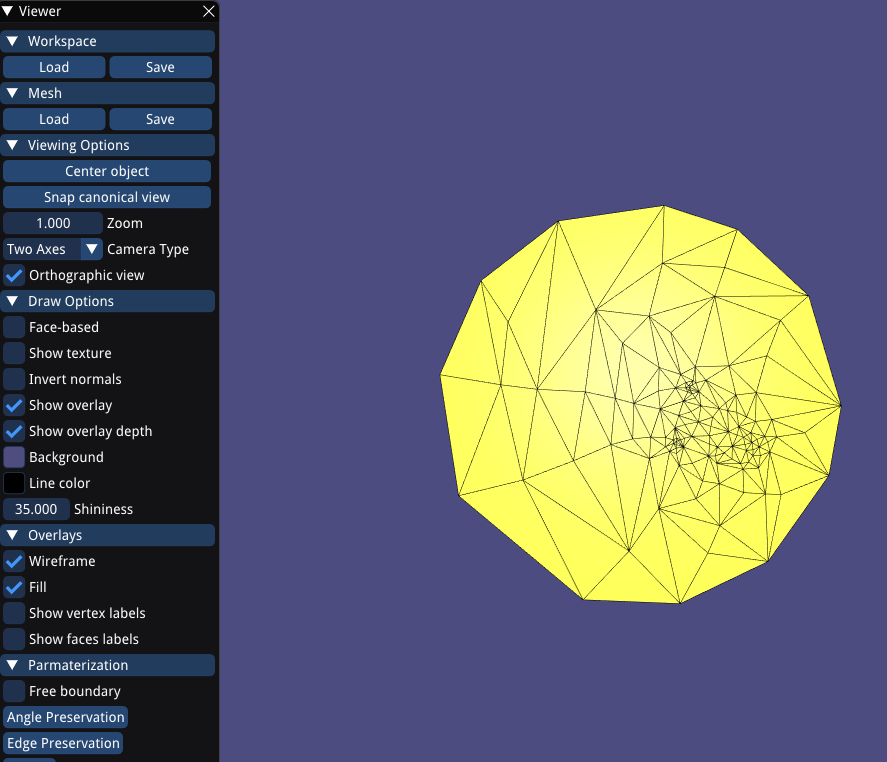 Viewer
Workspace
Load Save
Mesh
Load Save
Viewing Options
Center object
Snap canonical view
1.000 Zoom
Two Axes Camera Type
Orthographic view
Draw Options
Face-based
Show texture
Invert normals
Show overlay
Show overlay depth
Background
Line color
35.000 Shininess
Overlays
Wireframe
Fill
Show vertex labels
Show faces labels
Parmaterization
Free boundary
Angle Preservation
Edge Preservation